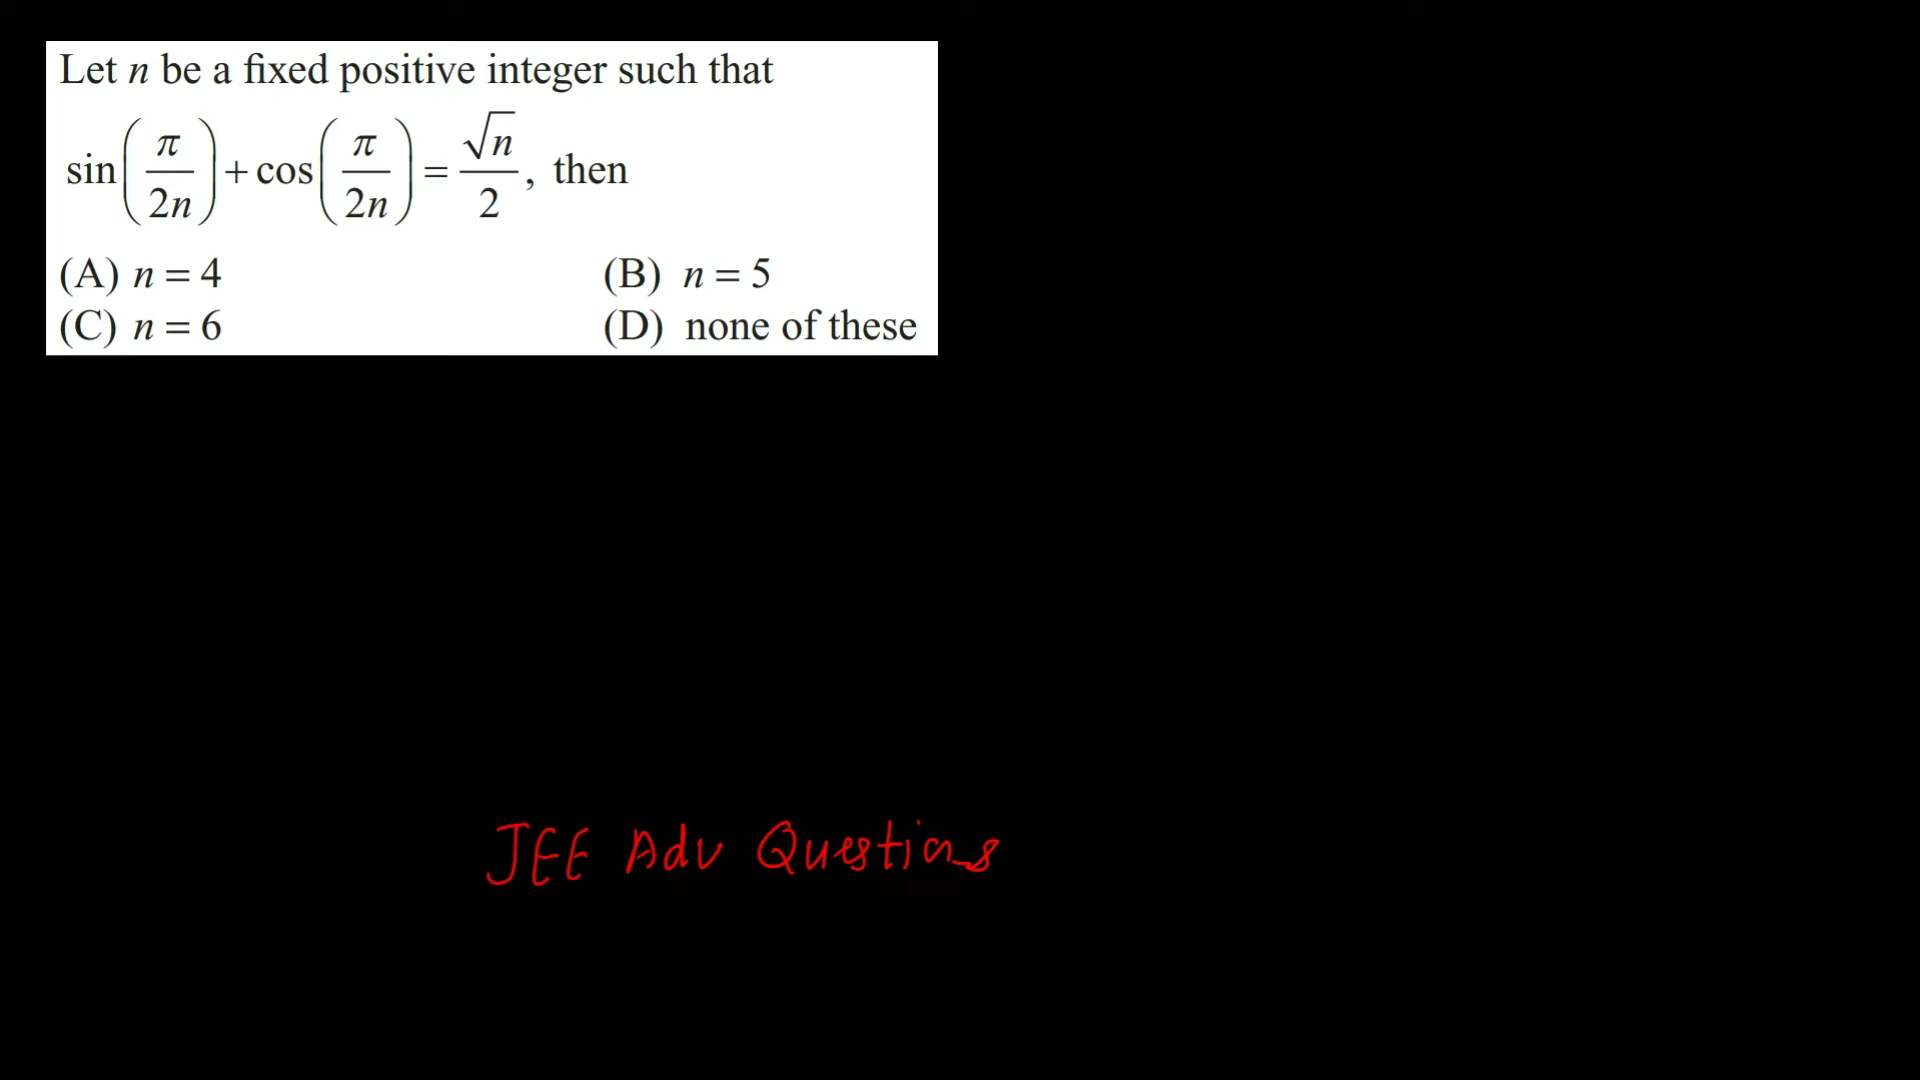 Let n be a fixed positive integer such that
sin(π/2n) + cos(π/2n) = √n/2, then
(A) n = 4 (B) n = 5
(C) n = 6 (D) none of these
JEE Adv Questions